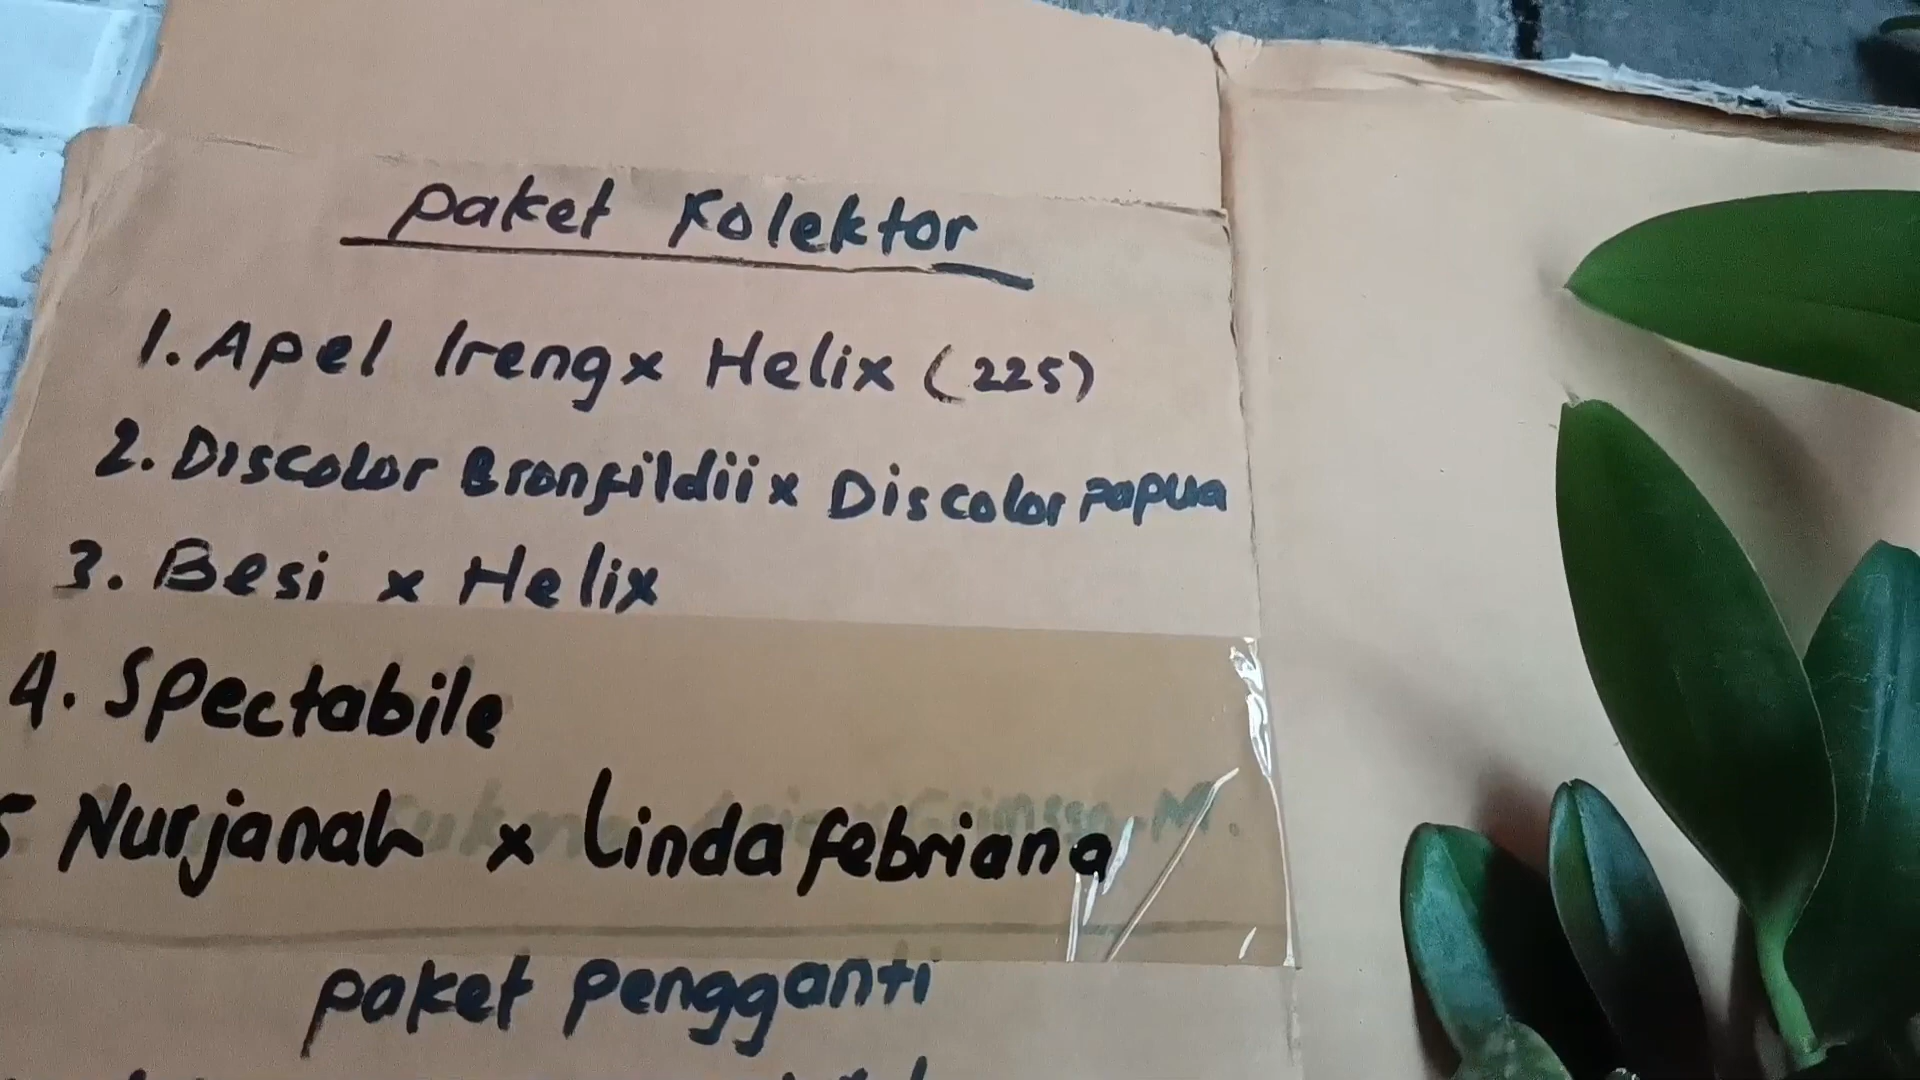 paket Kolektor
1. Apel Ireng x Helix (225)
2. Discolor Bronfildii x Discolor papua
3. Besi x Helix
4. Spectabile
5 Nurjanah x Linda febriana
paket pengganti